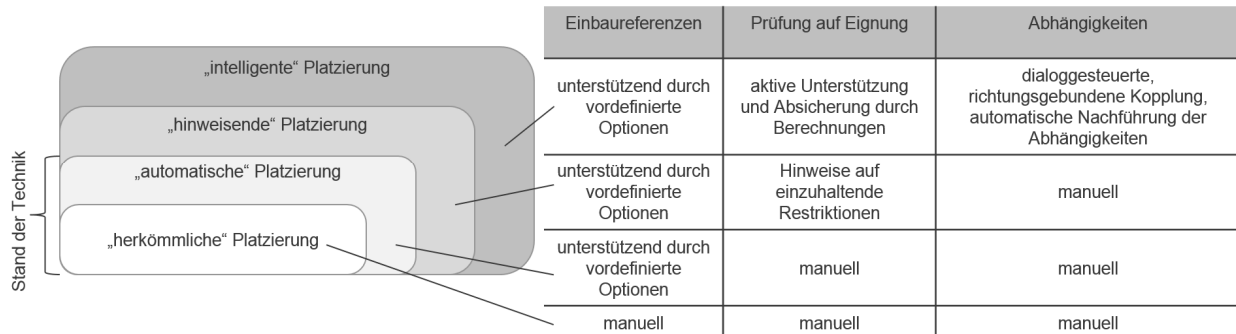 Einbaureferenzen
Prüfung auf Eignung
Abhängigkeiten
„intelligente“ Platzierung
„hinweisende“ Platzierung
„automatische“ Platzierung
„herkömmliche“ Platzierung
Stand der Technik
unterstützend durch
vordefinierte
Optionen
aktive Unterstützung
und Absicherung durch
Berechnungen
dialoggesteuerte,
richtungsgebundene Kopplung,
automatische Nachführung der
Abhängigkeiten
unterstützend durch
vordefinierte
Optionen
Hinweise auf
einzuhaltende
Restriktionen
manuell
unterstützend durch
vordefinierte
Optionen
manuell
manuell
manuell
manuell
manuell